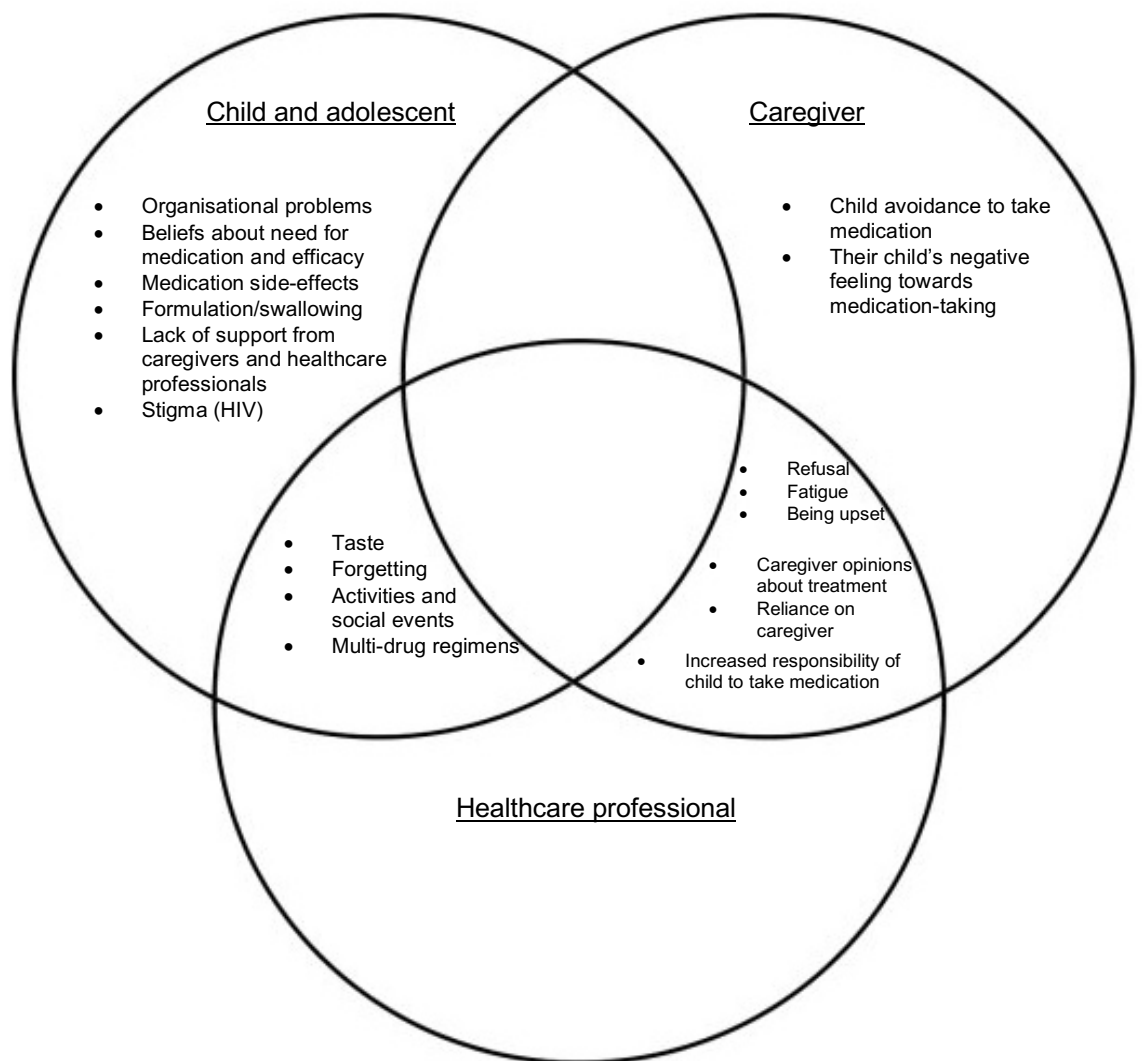 Child and adolescent
Caregiver
• Organisational problems
• Beliefs about need for
medication and efficacy
• Medication side-effects
• Formulation/swallowing
• Lack of support from
caregivers and healthcare
professionals
• Stigma (HIV)
• Child avoidance to take
medication
• Their child's negative
feeling towards
medication-taking
• Taste
• Forgetting
• Activities and
social events
• Multi-drug regimens
• Refusal
• Fatigue
• Being upset
• Caregiver opinions
about treatment
• Reliance on
caregiver
• Increased responsibility of
child to take medication
Healthcare professional